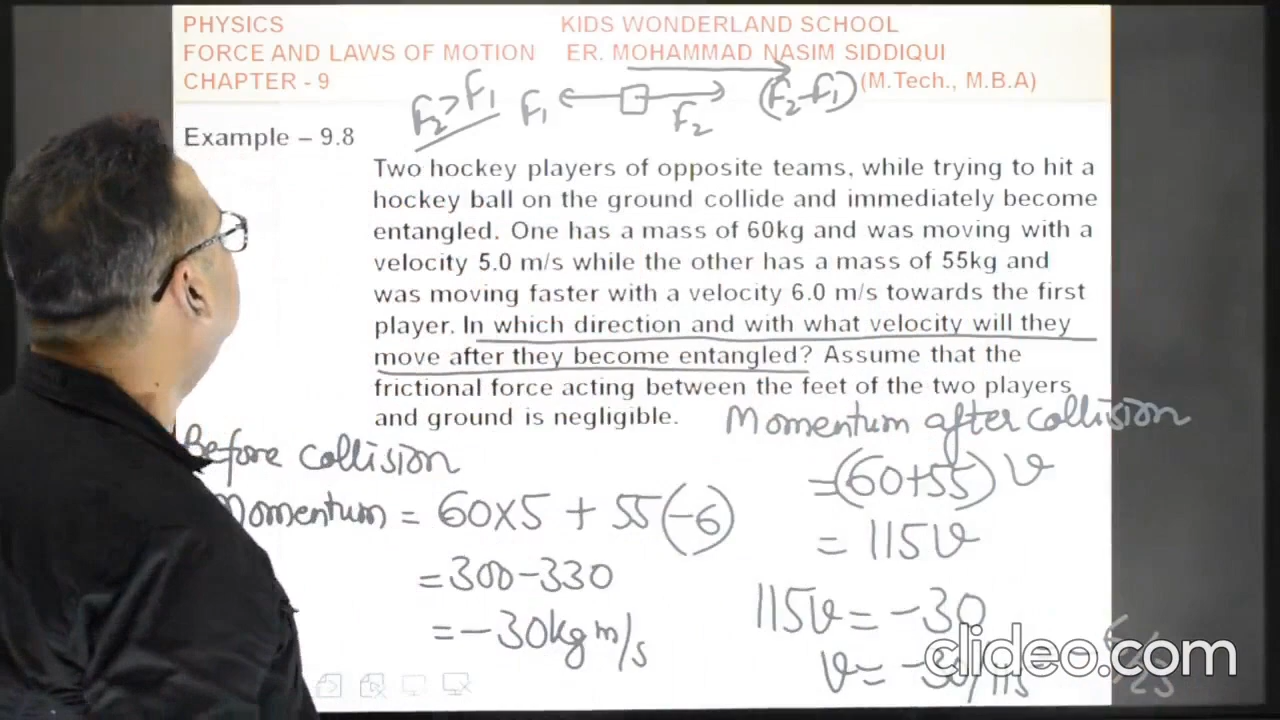 PHYSICS KIDS WONDERLAND SCHOOL
FORCE AND LAWS OF MOTION ER. MOHAMMAD NASIM SIDDIQUI
CHAPTER - 9 (M.Tech., M.B.A)
F₂>F₁ F₁ F₂ (F₂-F₁)
Example – 9.8
Two hockey players of opposite teams, while trying to hit a
hockey ball on the ground collide and immediately become
entangled. One has a mass of 60kg and was moving with a
velocity 5.0 m/s while the other has a mass of 55kg and
was moving faster with a velocity 6.0 m/s towards the first
player. In which direction and with what velocity will they
move after they become entangled? Assume that the
frictional force acting between the feet of the two players
and ground is negligible.
Before collision
Momentum = 60×5 + 55(-6)
= 300-330
= -30kg m/s
Momentum after collision
=(60+55)v
= 115v
115v = -30
v= -30/115
clideo.com